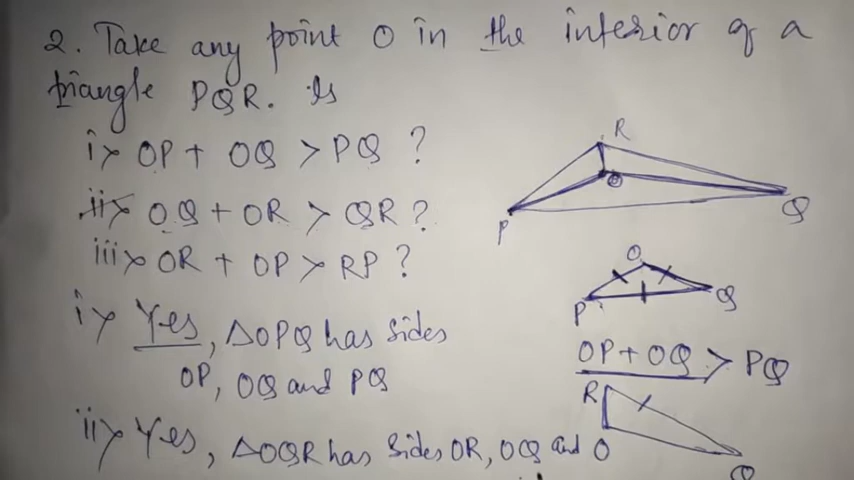 2. Take any point O in the interior of a
triangle PQR. Is
i> OP + OQ > PQ ?
ii> OQ + OR > QR ?
iii> OR + OP > RP ?
R
O
P
Q
O
P
Q
i> Yes, △OPQ has sides
OP, OQ and PQ
OP + OQ > PQ
R
O
Q
ii> Yes, △OQR has sides OR, OQ and